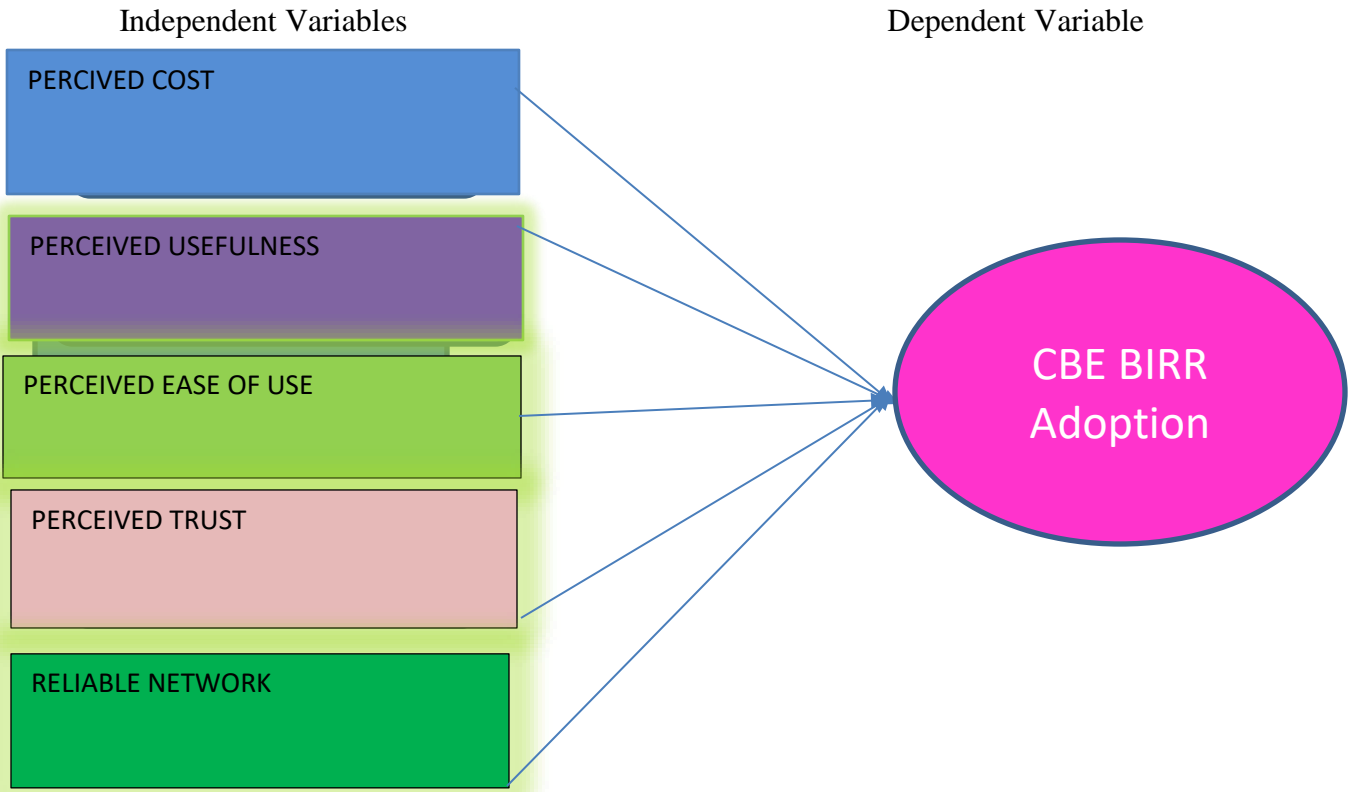 Independent Variables
Dependent Variable
PERCIVED COST
PERCEIVED USEFULNESS
PERCEIVED EASE OF USE
PERCEIVED TRUST
RELIABLE NETWORK
CBE BIRR
Adoption